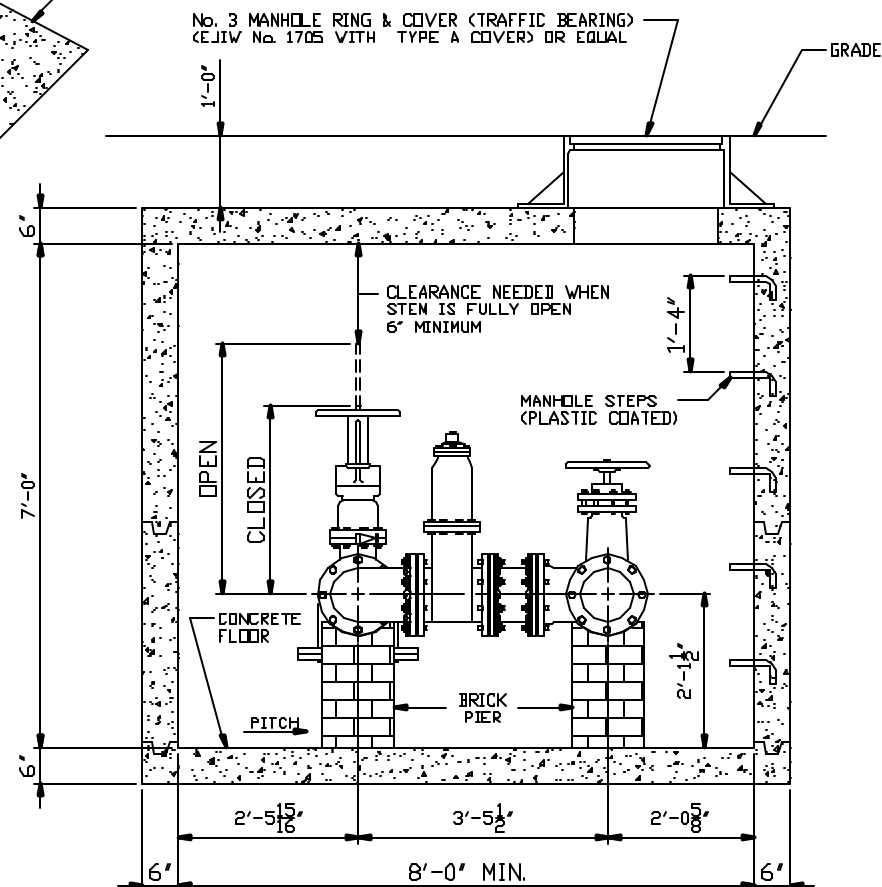 No. 3 MANHOLE RING & COVER (TRAFFIC BEARING)
(EJIW No. 1705 WITH TYPE A COVER) OR EQUAL
GRADE
1'-0"
6"
CLEARANCE NEEDED WHEN
STEN IS FULLY OPEN
6" MINIMUM
1'-4"
MANHOLE STEPS
(PLASTIC COATED)
OPEN
CLOSED
7'-0"
CONCRETE
FLOOR
2'-1 1/2"
BRICK
PIER
PITCH
6"
2'-5 15/16"
3'-5 1/2"
2'-0 5/8"
6"
8'-0" MIN.
6"